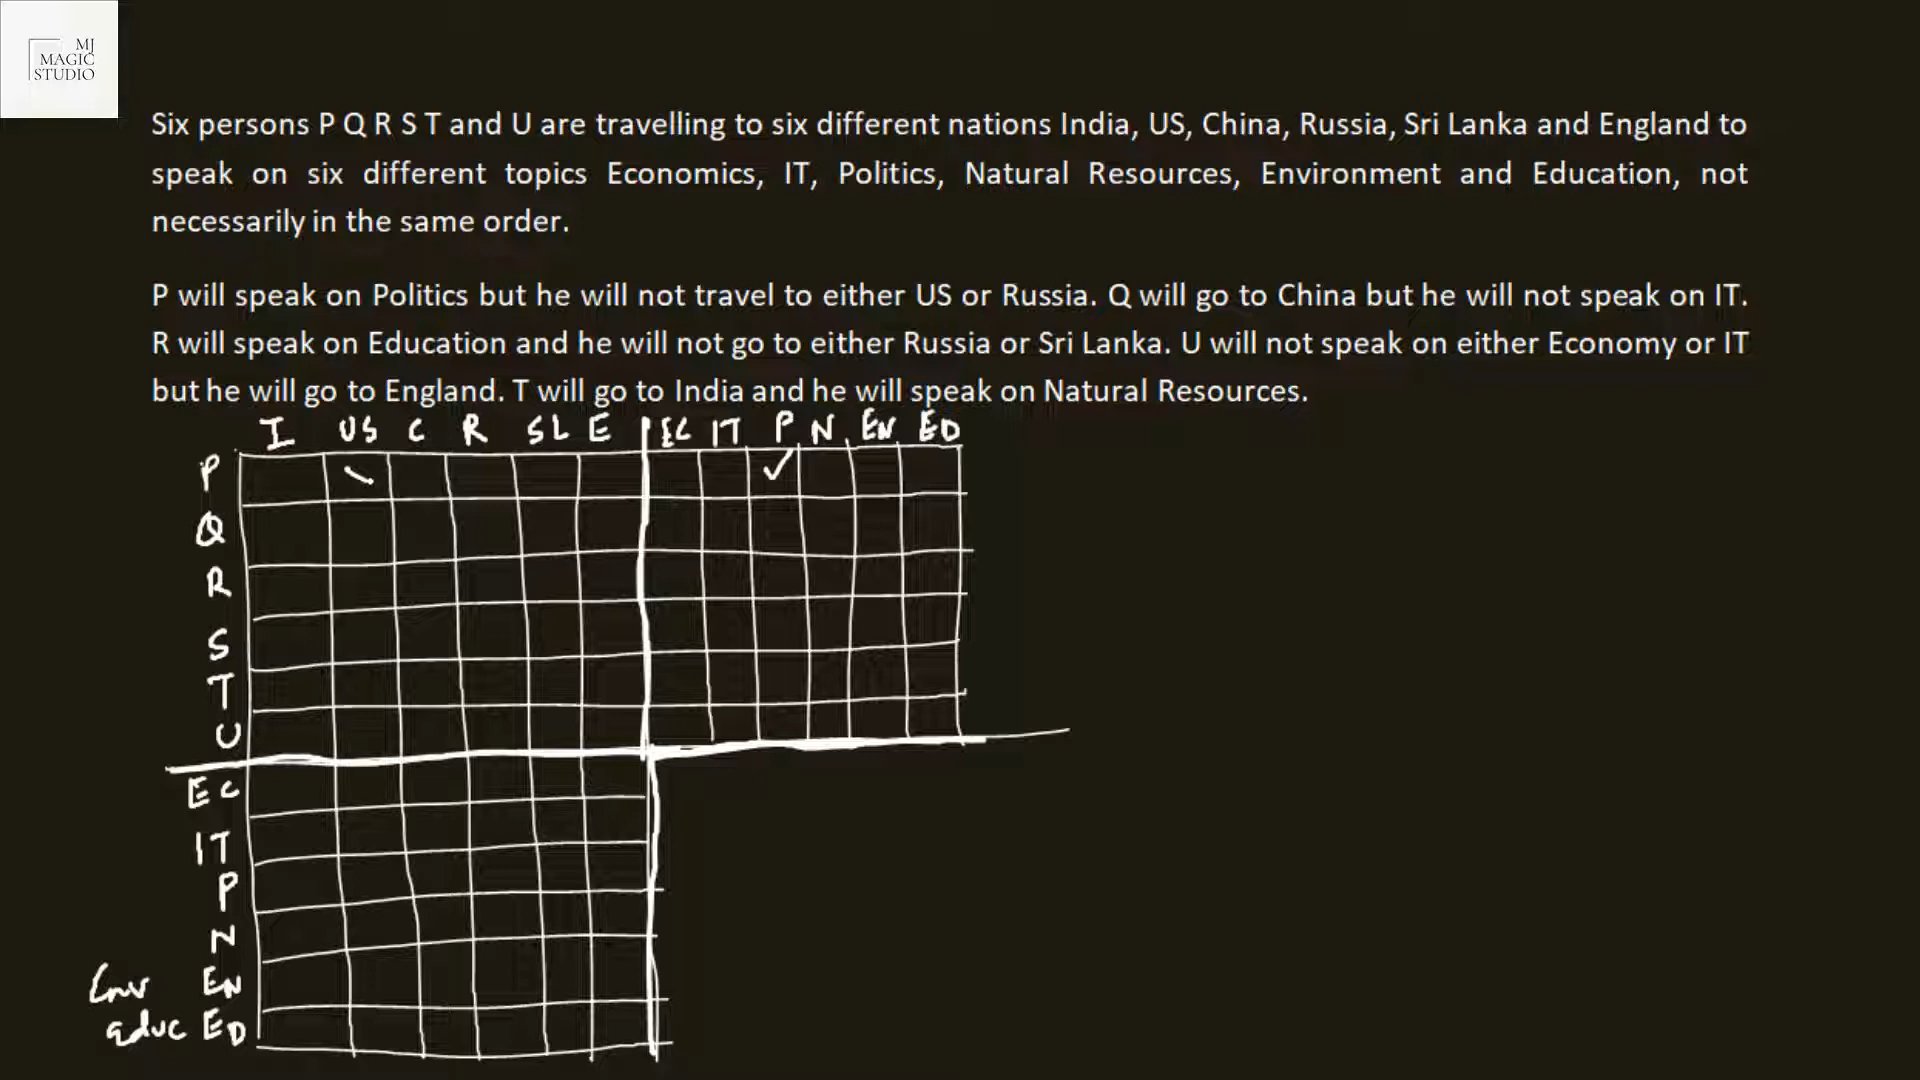 MJ
MAGIC
STUDIO
Six persons P Q R S T and U are travelling to six different nations India, US, China, Russia, Sri Lanka and England to
speak on six different topics Economics, IT, Politics, Natural Resources, Environment and Education, not
necessarily in the same order.
P will speak on Politics but he will not travel to either US or Russia. Q will go to China but he will not speak on IT.
R will speak on Education and he will not go to either Russia or Sri Lanka. U will not speak on either Economy or IT
but he will go to England. T will go to India and he will speak on Natural Resources.
I US C R SL E EC IT P N EN ED
P ✓
Q
R
S
T
U
EC
IT
P
N
Env EN
educ ED